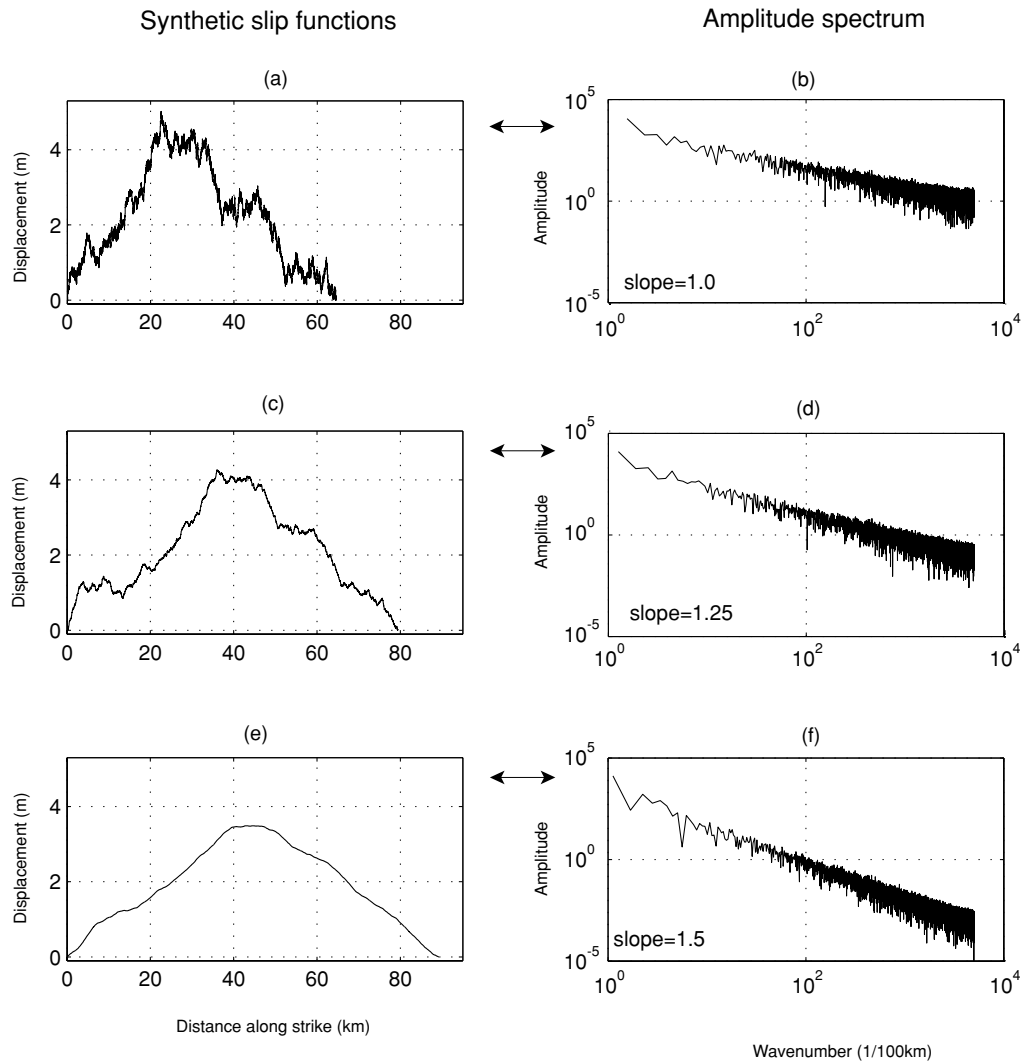 Synthetic slip functions
Amplitude spectrum
(a)
Displacement (m)
4
2
0
0 20 40 60 80
(b)
Amplitude
10^5
10^0
10^-5
slope=1.0
10^0 10^2 10^4
(c)
Displacement (m)
4
2
0
0 20 40 60 80
(d)
Amplitude
10^5
10^0
10^-5
slope=1.25
10^0 10^2 10^4
(e)
Displacement (m)
4
2
0
0 20 40 60 80
Distance along strike (km)
(f)
Amplitude
10^5
10^0
10^-5
slope=1.5
10^0 10^2 10^4
Wavenumber (1/100km)